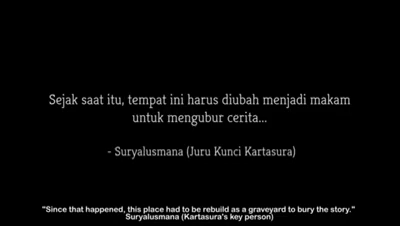 Sejak saat itu, tempat ini harus diubah menjadi makam
untuk mengubur cerita...
- Suryalusmana (Juru Kunci Kartasura)
"Since that happened, this place had to be rebuild as a graveyard to bury the story."
Suryalusmana (Kartasura's key person)